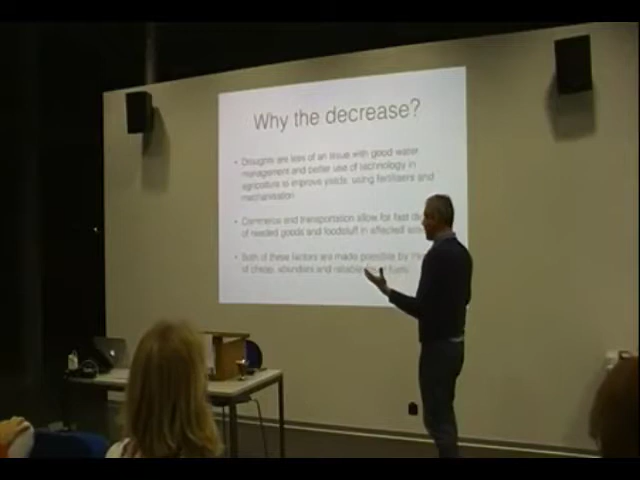 Why the decrease?
• Droughts are less of an issue with good water
management and better use of technology in
agriculture to improve yields, using fertilisers and
mechanisation
• Commerce and transportation allow for fast
of needed goods and foodstuff in affected
• Both of these factors are made possible by
of cheap, abundant and reliable fuels